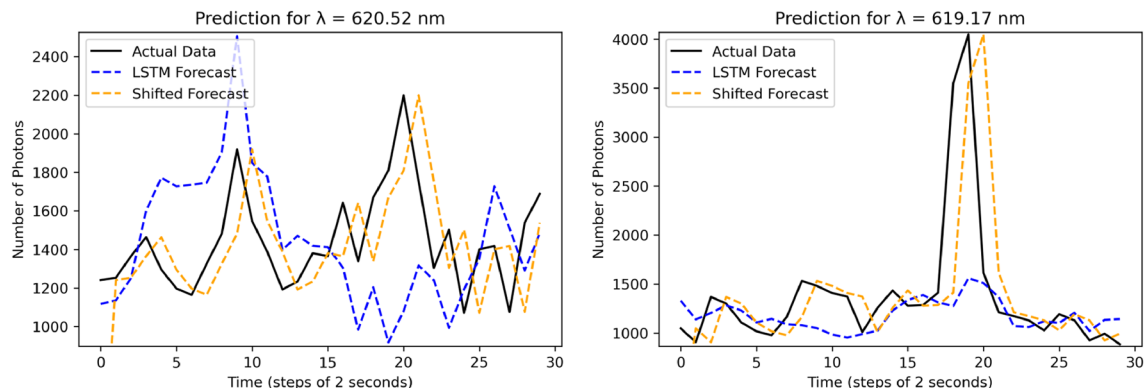 Prediction for λ = 620.52 nm
Actual Data
LSTM Forecast
Shifted Forecast
2400
2200
2000
1800
1600
1400
1200
1000
Number of Photons
0 5 10 15 20 25 30
Time (steps of 2 seconds)
Prediction for λ = 619.17 nm
Actual Data
LSTM Forecast
Shifted Forecast
4000
3500
3000
2500
2000
1500
1000
Number of Photons
0 5 10 15 20 25 30
Time (steps of 2 seconds)